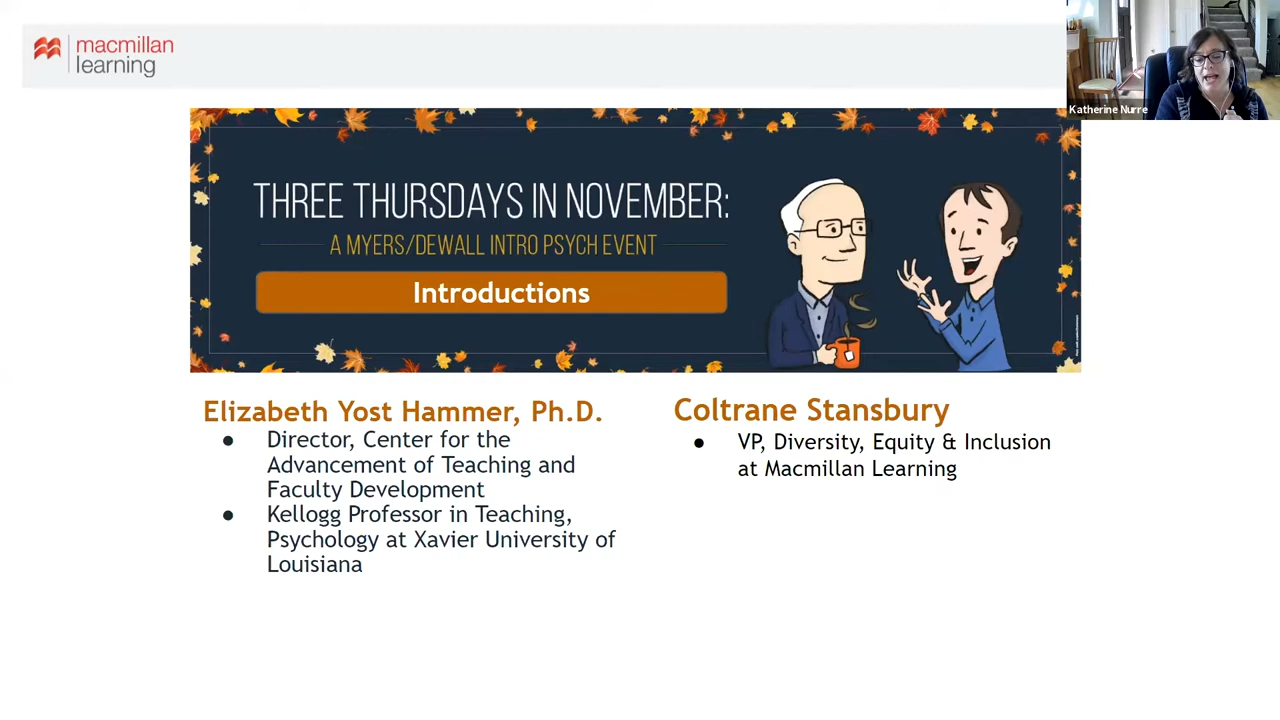 macmillan
learning
Katherine Nurre
THREE THURSDAYS IN NOVEMBER:
A MYERS/DEWALL INTRO PSYCH EVENT
Introductions
Elizabeth Yost Hammer, Ph.D.
● Director, Center for the
Advancement of Teaching and
Faculty Development
● Kellogg Professor in Teaching,
Psychology at Xavier University of
Louisiana
Coltrane Stansbury
● VP, Diversity, Equity & Inclusion
at Macmillan Learning